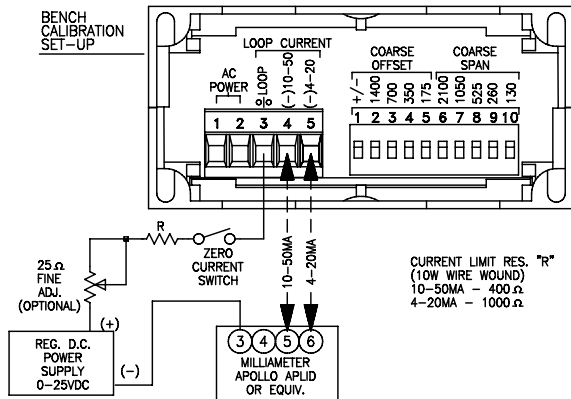 BENCH
CALIBRATION
SET-UP
LOOP CURRENT
AC
POWER
LOOP
(-)10-50
(-)4-20
1 2 3 4 5
COARSE
OFFSET
COARSE
SPAN
+/-
1400
700
350
175
2100
1050
525
260
130
1 2 3 4 5 6 7 8 9 10
R
ZERO
CURRENT
SWITCH
25Ω
FINE
ADJ.
(OPTIONAL)
10-50MA
4-20MA
CURRENT LIMIT RES. "R"
(10W WIRE WOUND)
10-50MA - 400Ω
4-20MA - 1000Ω
(+)
(-)
REG. D.C.
POWER
SUPPLY
0-25VDC
3 4 5 6
MILLIAMETER
APOLLO APLID
OR EQUIV.